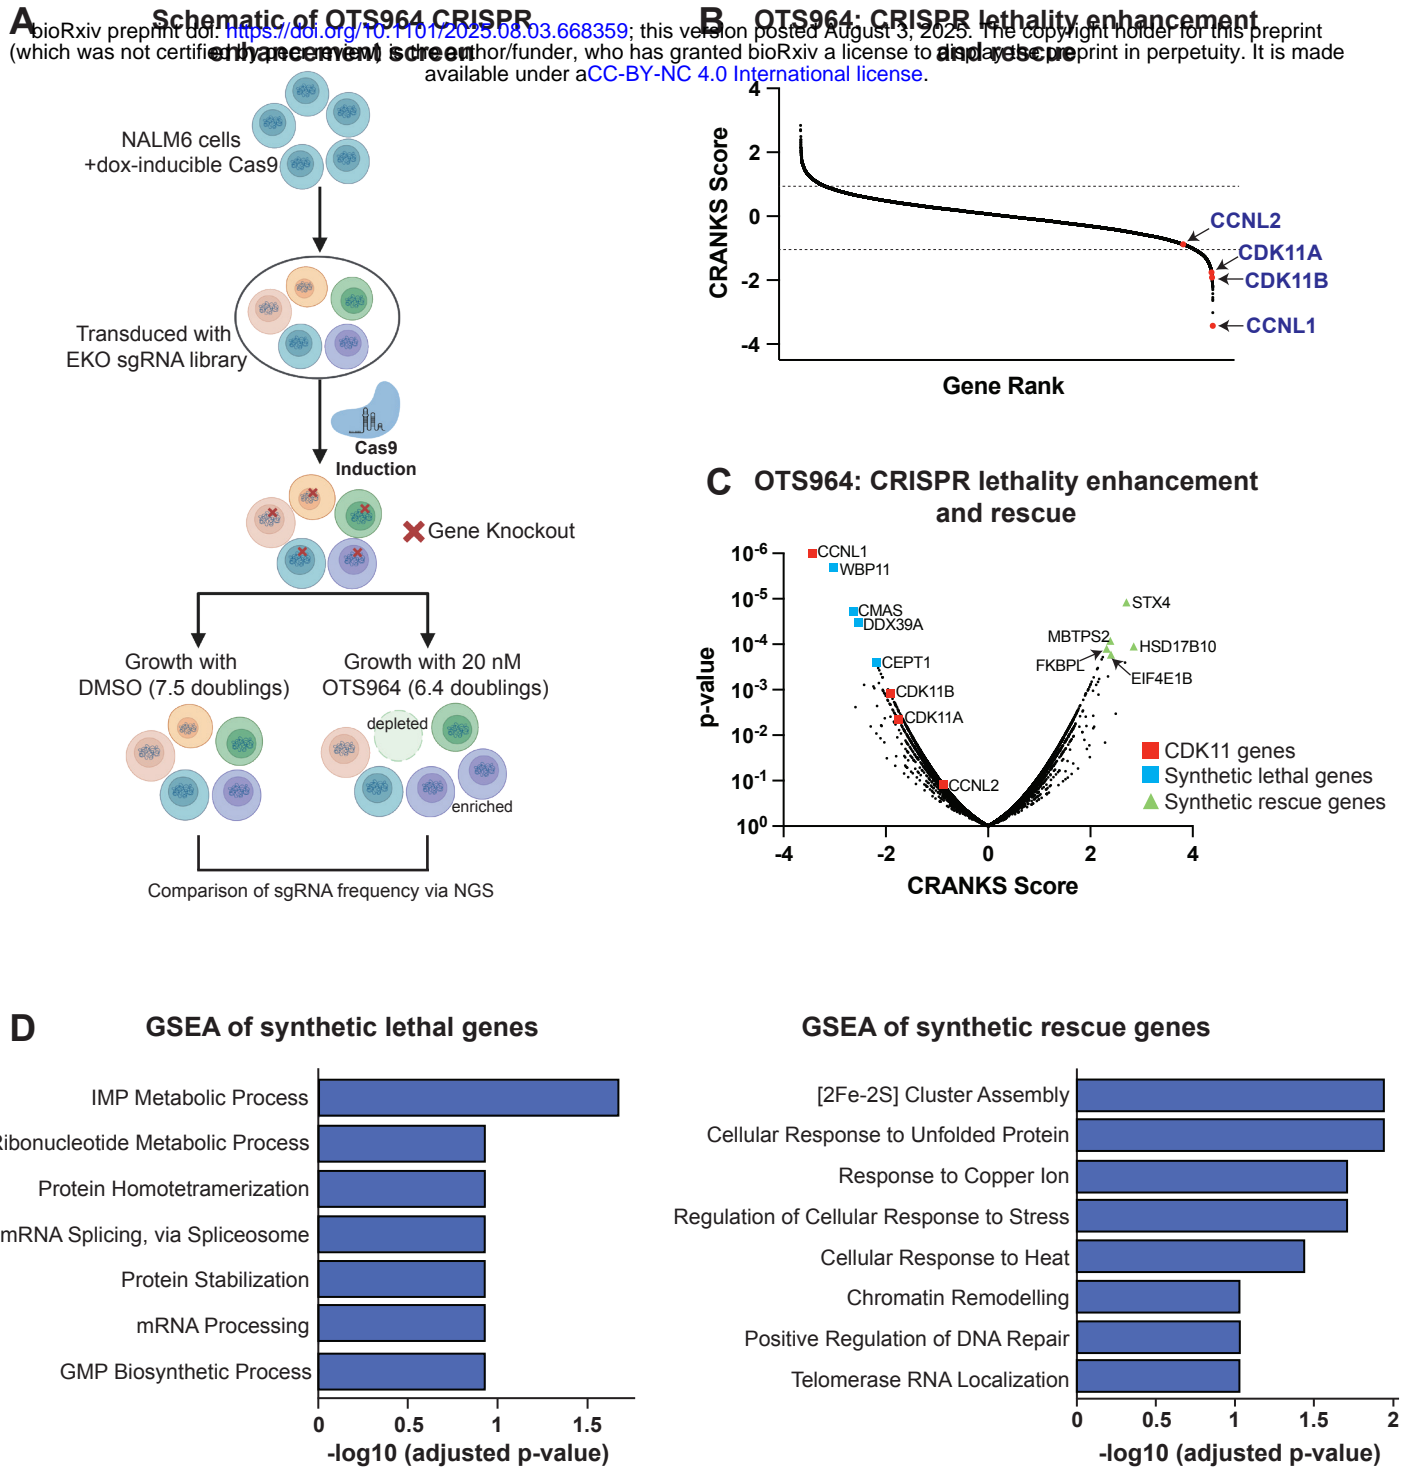 A
Schematic of OTS964 CRISPR
enhancement screen
bioRxiv preprint doi: https://doi.org/10.1101/2025.08.03.668359; this version posted August 3, 2025. The copyright holder for this preprint
(which was not certified by peer review) is the author/funder, who has granted bioRxiv a license to display the preprint in perpetuity. It is made
available under aCC-BY-NC 4.0 International license.
NALM6 cells
+dox-inducible Cas9
Transduced with
EKO sgRNA library
Cas9
Induction
Gene Knockout
Growth with
DMSO (7.5 doublings)
Growth with 20 nM
OTS964 (6.4 doublings)
depleted
enriched
Comparison of sgRNA frequency via NGS
B
OTS964: CRISPR lethality enhancement
and rescue
CRANKS Score
4
2
0
-2
-4
CCNL2
CDK11A
CDK11B
CCNL1
Gene Rank
C
OTS964: CRISPR lethality enhancement
and rescue
p-value
10-6
10-5
10-4
10-3
10-2
10-1
100
CCNL1
WBP11
CMAS
DDX39A
CEPT1
CDK11B
CDK11A
CCNL2
STX4
MBTPS2
HSD17B10
FKBPL
EIF4E1B
CDK11 genes
Synthetic lethal genes
Synthetic rescue genes
-4
-2
0
2
4
CRANKS Score
D
GSEA of synthetic lethal genes
IMP Metabolic Process
Ribonucleotide Metabolic Process
Protein Homotetramerization
mRNA Splicing, via Spliceosome
Protein Stabilization
mRNA Processing
GMP Biosynthetic Process
0
0.5
1
1.5
-log10 (adjusted p-value)
GSEA of synthetic rescue genes
[2Fe-2S] Cluster Assembly
Cellular Response to Unfolded Protein
Response to Copper Ion
Regulation of Cellular Response to Stress
Cellular Response to Heat
Chromatin Remodelling
Positive Regulation of DNA Repair
Telomerase RNA Localization
0
0.5
1
1.5
2
-log10 (adjusted p-value)